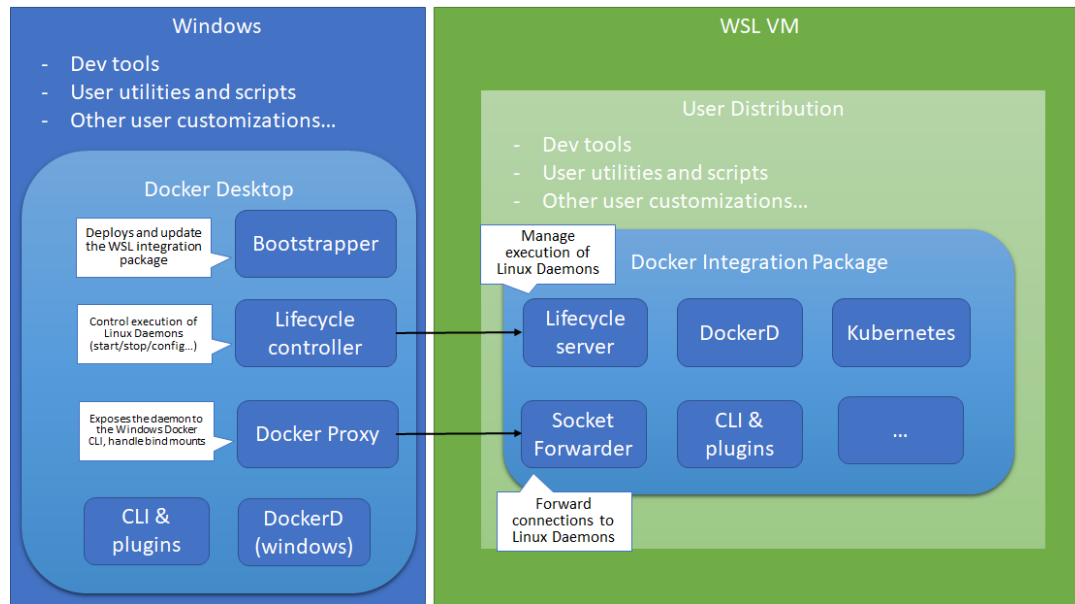 Windows
- Dev tools
- User utilities and scripts
- Other user customizations...
Docker Desktop
Deploys and update
the WSL integration
package
Bootstrapper
Control execution of
Linux Daemons
(start/stop/config...)
Lifecycle
controller
Exposes the daemon to
the Windows Docker
CLI, handle bind mounts
Docker Proxy
CLI &
plugins
DockerD
(windows)
WSL VM
User Distribution
- Dev tools
- User utilities and scripts
- Other user customizations...
Manage
execution of
Linux Daemons
Docker Integration Package
Lifecycle
server
DockerD
Kubernetes
Socket
Forwarder
CLI &
plugins
...
Forward
connections to
Linux Daemons